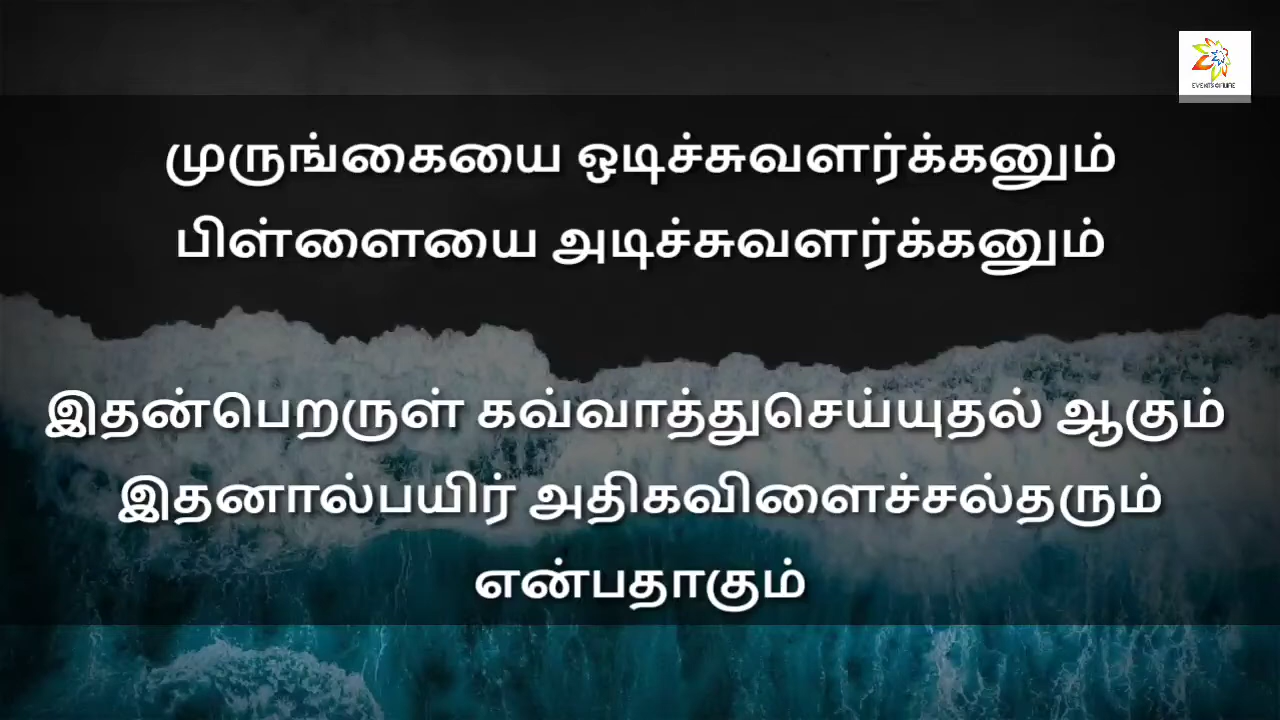 முருங்கையை ஒடிச்சுவளர்க்கனும்
பிள்ளையை அடிச்சுவளர்க்கனும்
இதன்பெறருள் கவ்வாத்துசெய்யுதல் ஆகும்
இதனால்பயிர் அதிகவிளைச்சல்தரும்
என்பதாகும்